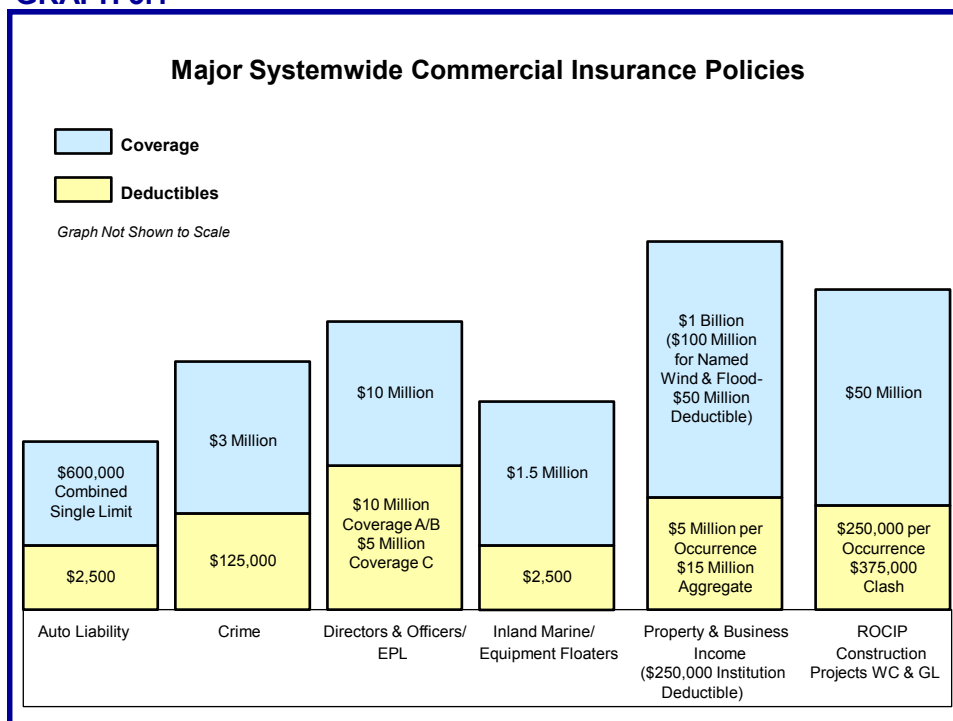 Major Systemwide Commercial Insurance Policies
Coverage
Deductibles
Graph Not Shown to Scale
$600,000
Combined
Single Limit
$2,500
$3 Million
$125,000
$10 Million
$10 Million
Coverage A/B
$5 Million
Coverage C
$1.5 Million
$2,500
$1 Billion
($100 Million
for Named
Wind & Flood-
$50 Million
Deductible)
$5 Million per
Occurrence
$15 Million
Aggregate
$50 Million
$250,000 per
Occurrence
$375,000
Clash
Auto Liability
Crime
Directors & Officers/
EPL
Inland Marine/
Equipment Floaters
Property & Business
Income
($250,000 Institution
Deductible)
ROCIP
Construction
Projects WC & GL